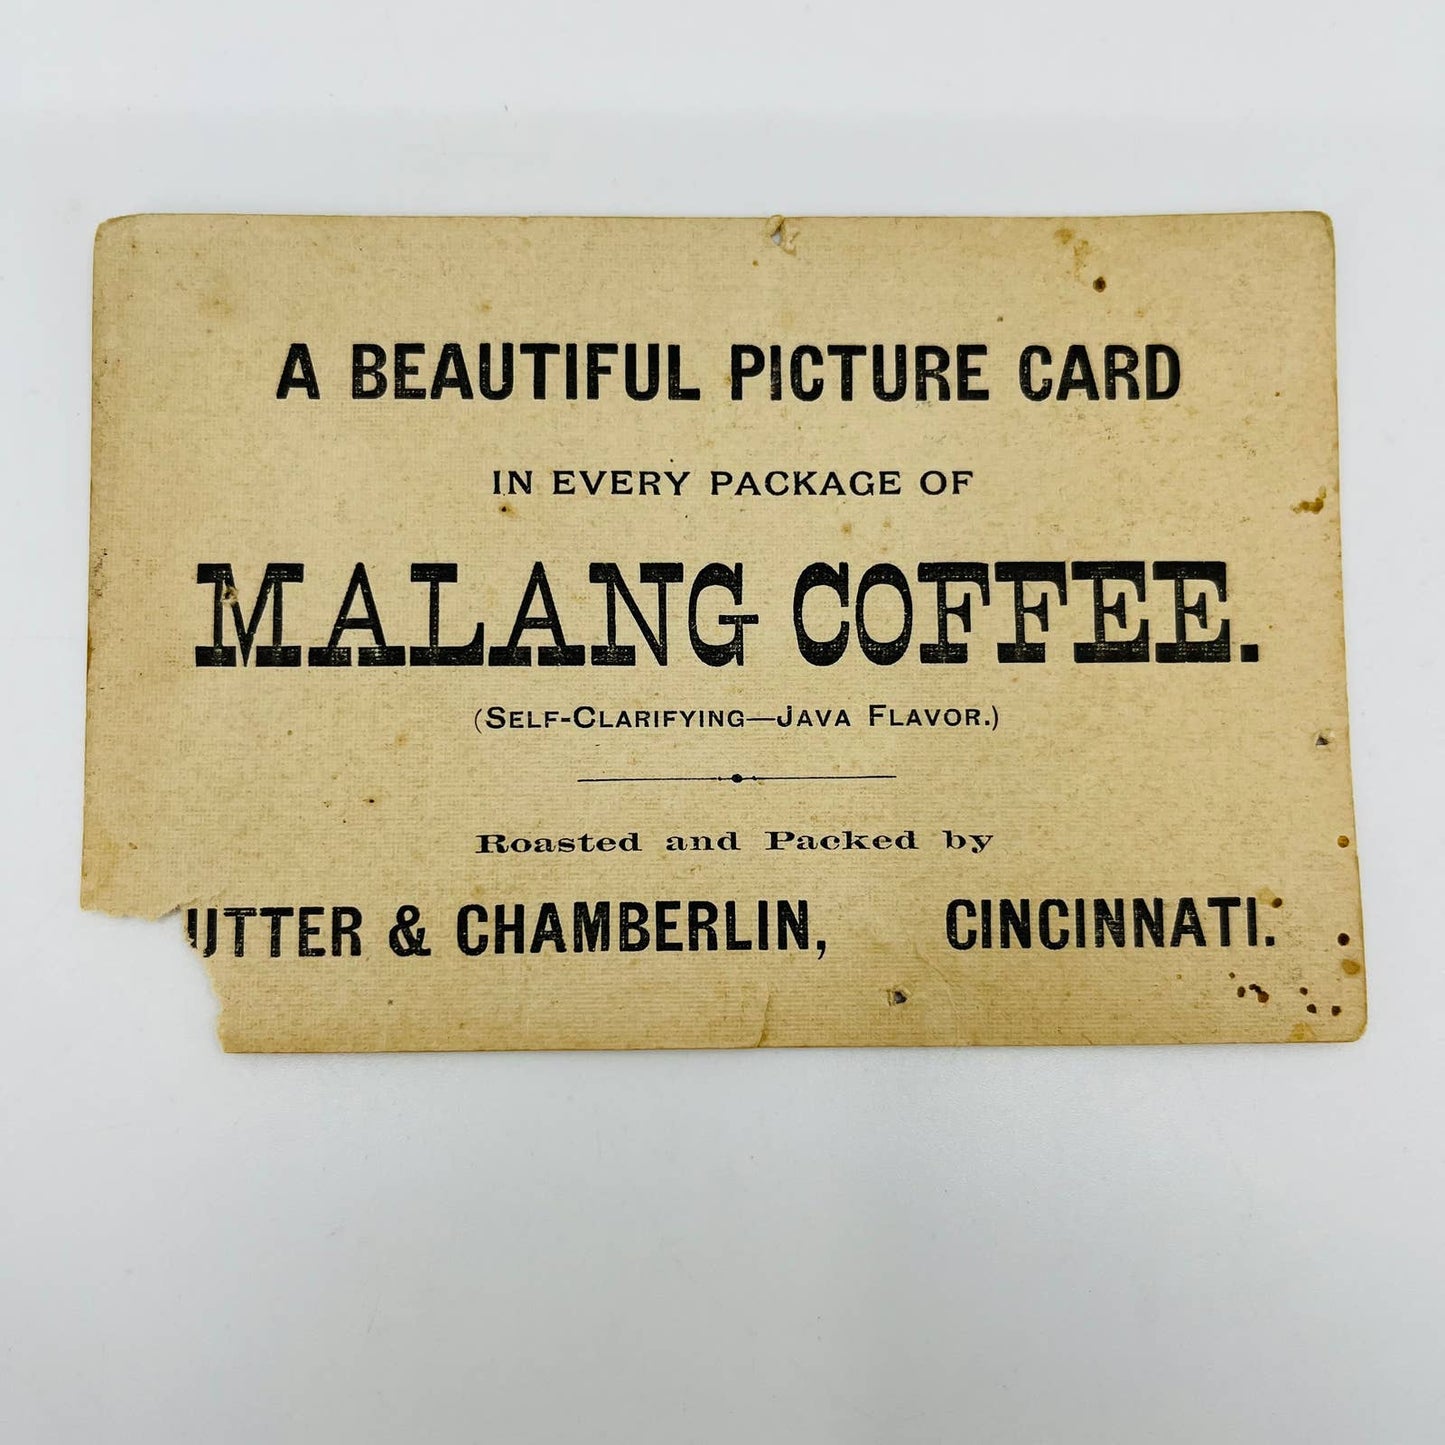 A BEAUTIFUL PICTURE CARD
IN EVERY PACKAGE OF
MALANG COFFEE.
(SELF-CLARIFYING—JAVA FLAVOR.)
Roasted and Packed by
UTTER & CHAMBERLIN, CINCINNATI.